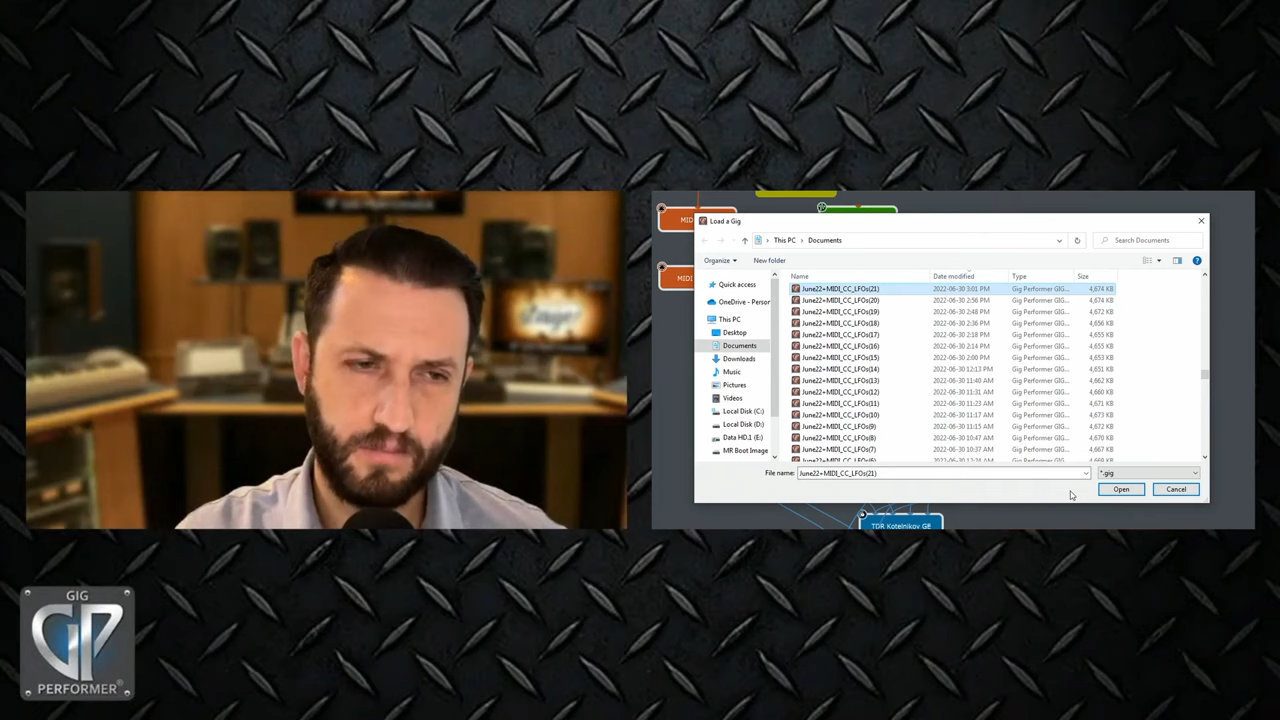 MIDI
MIDI
Load a Gig
This PC > Documents
Search Documents
Organize
New folder
Name Date modified Type Size
Quick access
OneDrive - Person
This PC
Desktop
Documents
Downloads
Music
Pictures
Videos
Local Disk (C:)
Local Disk (D:)
Data HD.1 (E:)
MR Boot Image
June22+MIDI_CC_LFOs(21) 2022-06-30 3:01 PM Gig Performer GIG... 4,674 KB
June22+MIDI_CC_LFOs(20) 2022-06-30 2:56 PM Gig Performer GIG... 4,674 KB
June22+MIDI_CC_LFOs(19) 2022-06-30 2:48 PM Gig Performer GIG... 4,672 KB
June22+MIDI_CC_LFOs(18) 2022-06-30 2:36 PM Gig Performer GIG... 4,656 KB
June22+MIDI_CC_LFOs(17) 2022-06-30 2:18 PM Gig Performer GIG... 4,655 KB
June22+MIDI_CC_LFOs(16) 2022-06-30 2:14 PM Gig Performer GIG... 4,655 KB
June22+MIDI_CC_LFOs(15) 2022-06-30 2:00 PM Gig Performer GIG... 4,653 KB
June22+MIDI_CC_LFOs(14) 2022-06-30 12:13 PM Gig Performer GIG... 4,651 KB
June22+MIDI_CC_LFOs(13) 2022-06-30 11:40 AM Gig Performer GIG... 4,662 KB
June22+MIDI_CC_LFOs(12) 2022-06-30 11:31 AM Gig Performer GIG... 4,660 KB
June22+MIDI_CC_LFOs(11) 2022-06-30 11:23 AM Gig Performer GIG... 4,671 KB
June22+MIDI_CC_LFOs(10) 2022-06-30 11:17 AM Gig Performer GIG... 4,673 KB
June22+MIDI_CC_LFOs(9) 2022-06-30 11:15 AM Gig Performer GIG... 4,672 KB
June22+MIDI_CC_LFOs(8) 2022-06-30 10:47 AM Gig Performer GIG... 4,670 KB
June22+MIDI_CC_LFOs(7) 2022-06-30 10:37 AM Gig Performer GIG... 4,667 KB
File name: June22+MIDI_CC_LFOs(21) *.gig
Open Cancel
TDR Kotelnikov GE
GIG
GP
PERFORMER®